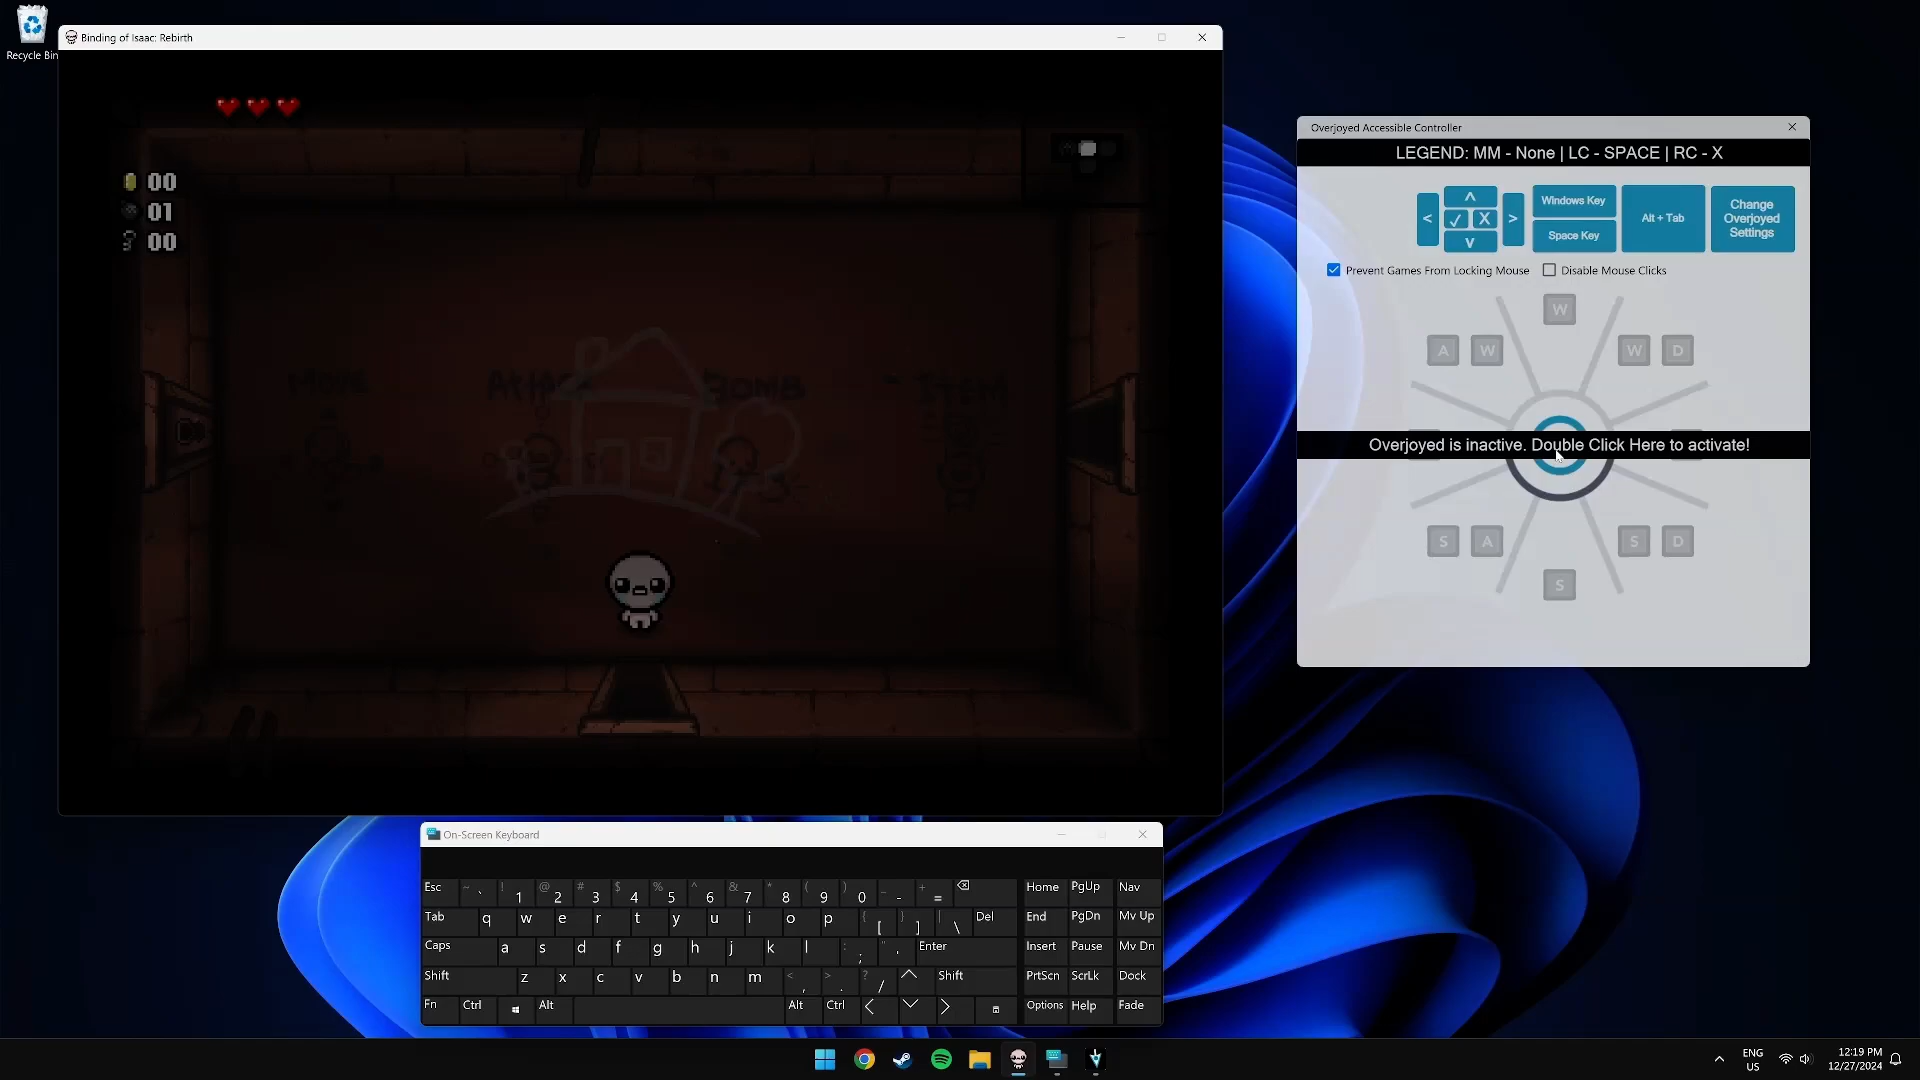 Recycle Bin
Binding of Isaac: Rebirth
00
01
00
MOVE
ATTACK
BOMB
ITEM
Overjoyed Accessible Controller
LEGEND: MM - None | LC - SPACE | RC - X
< ^ ✓ X v >
Windows Key
Space Key
Alt + Tab
Change Overjoyed Settings
Prevent Games From Locking Mouse
Disable Mouse Clicks
W
A W
W D
Overjoyed is inactive. Double Click Here to activate!
S A
S D
S
On-Screen Keyboard
Esc ~ ` ! 1 @ 2 # 3 $ 4 % 5 ^ 6 & 7 * 8 ( 9 ) 0 _ - + = Home PgUp Nav
Tab q w e r t y u i o p { [ } ] | \ Del End PgDn Mv Up
Caps a s d f g h j k l : ; " ' Enter Insert Pause Mv Dn
Shift z x c v b n m < , > . ? / Shift PrtScn ScrLk Dock
Fn Ctrl Alt Alt Ctrl Options Help Fade
ENG
US
12:19 PM
12/27/2024